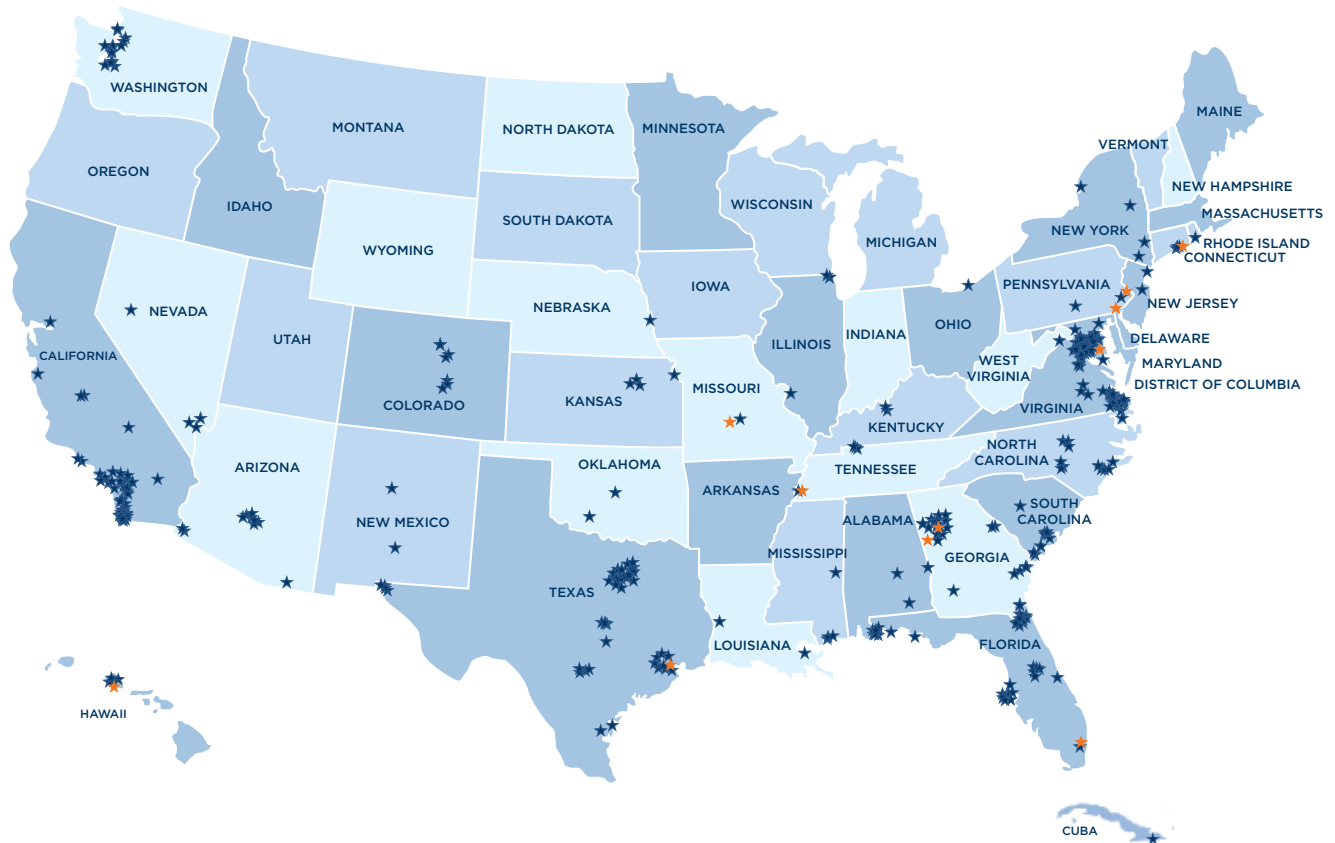 WASHINGTON
MONTANA
NORTH DAKOTA
MINNESOTA
MAINE
VERMONT
OREGON
IDAHO
WYOMING
SOUTH DAKOTA
WISCONSIN
MICHIGAN
NEW YORK
NEW HAMPSHIRE
MASSACHUSETTS
RHODE ISLAND
CONNECTICUT
NEVADA
UTAH
NEBRASKA
IOWA
ILLINOIS
INDIANA
OHIO
PENNSYLVANIA
NEW JERSEY
DELAWARE
MARYLAND
DISTRICT OF COLUMBIA
CALIFORNIA
COLORADO
KANSAS
MISSOURI
KENTUCKY
WEST
VIRGINIA
VIRGINIA
ARIZONA
NEW MEXICO
OKLAHOMA
ARKANSAS
TENNESSEE
NORTH
CAROLINA
SOUTH
CAROLINA
TEXAS
LOUISIANA
MISSISSIPPI
ALABAMA
GEORGIA
FLORIDA
HAWAII
CUBA